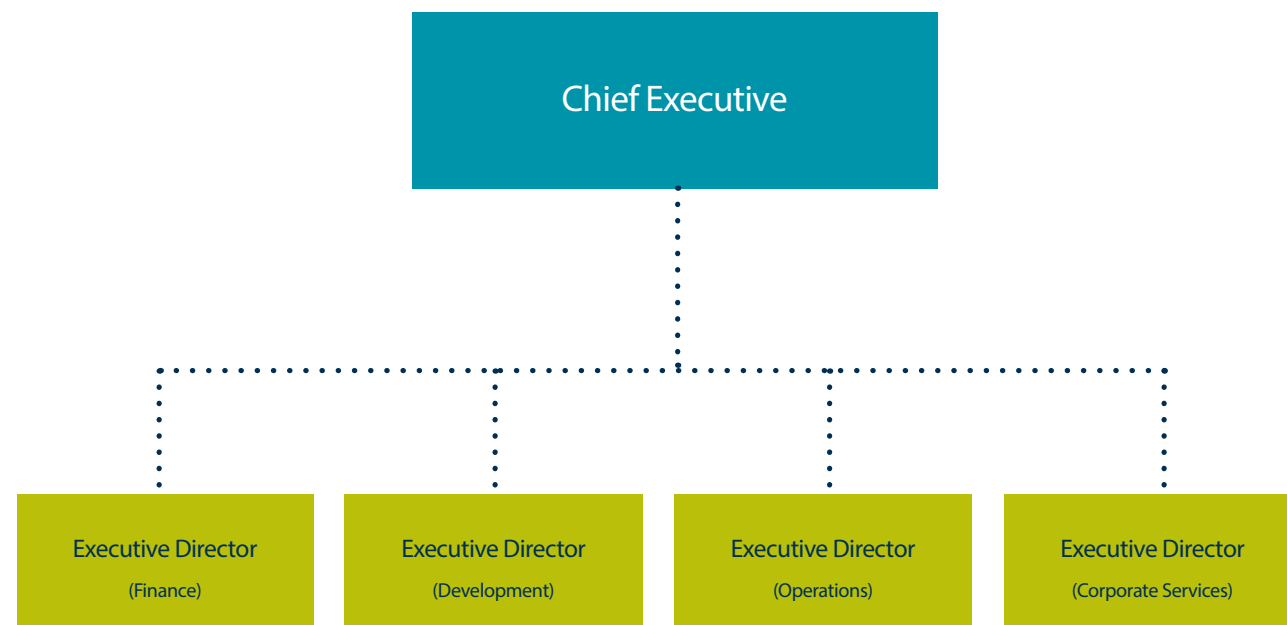 Chief Executive
Executive Director
(Finance)
Executive Director
(Development)
Executive Director
(Operations)
Executive Director
(Corporate Services)